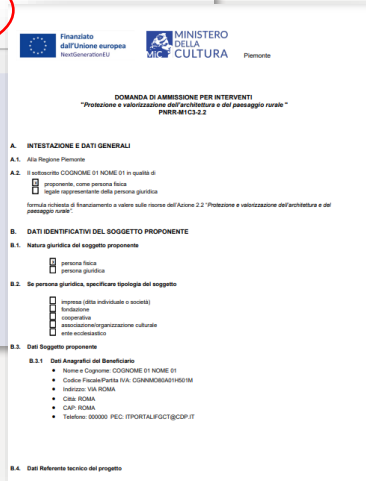 Finanziato
dall'Unione europea
NextGenerationEU
MiC
MINISTERO
DELLA
CULTURA
Piemonte
DOMANDA DI AMMISSIONE PER INTERVENTI
"Protezione e valorizzazione dell'architettura e del paesaggio rurale"
PNRR-M1C3-2.2
A. INTESTAZIONE E DATI GENERALI
A.1. Alla Regione Piemonte
A.2. Il sottoscritto COGNOME 01 NOME 01 in qualità di
x proponente, come persona fisica
legale rappresentante della persona giuridica
formula richiesta di finanziamento a valere sulle risorse dell'Azione 2.2 "Protezione e valorizzazione dell'architettura e del
paesaggio rurale".
B. DATI IDENTIFICATIVI DEL SOGGETTO PROPONENTE
B.1. Natura giuridica del soggetto proponente
x persona fisica
persona giuridica
B.2. Se persona giuridica, specificare tipologia del soggetto
impresa (ditta individuale o società)
fondazione
cooperativa
associazione/organizzazione culturale
ente ecclesiastico
B.3. Dati Soggetto proponente
B.3.1 Dati Anagrafici del Beneficiario
• Nome e Cognome: COGNOME 01 NOME 01
• Codice Fiscale/Partita IVA: CGNNMO80A01H501M
• Indirizzo: VIA ROMA
• Città: ROMA
• CAP: ROMA
• Telefono: 000000 PEC: ITPORTALIFGCT@CDP.IT
B.4. Dati Referente tecnico del progetto